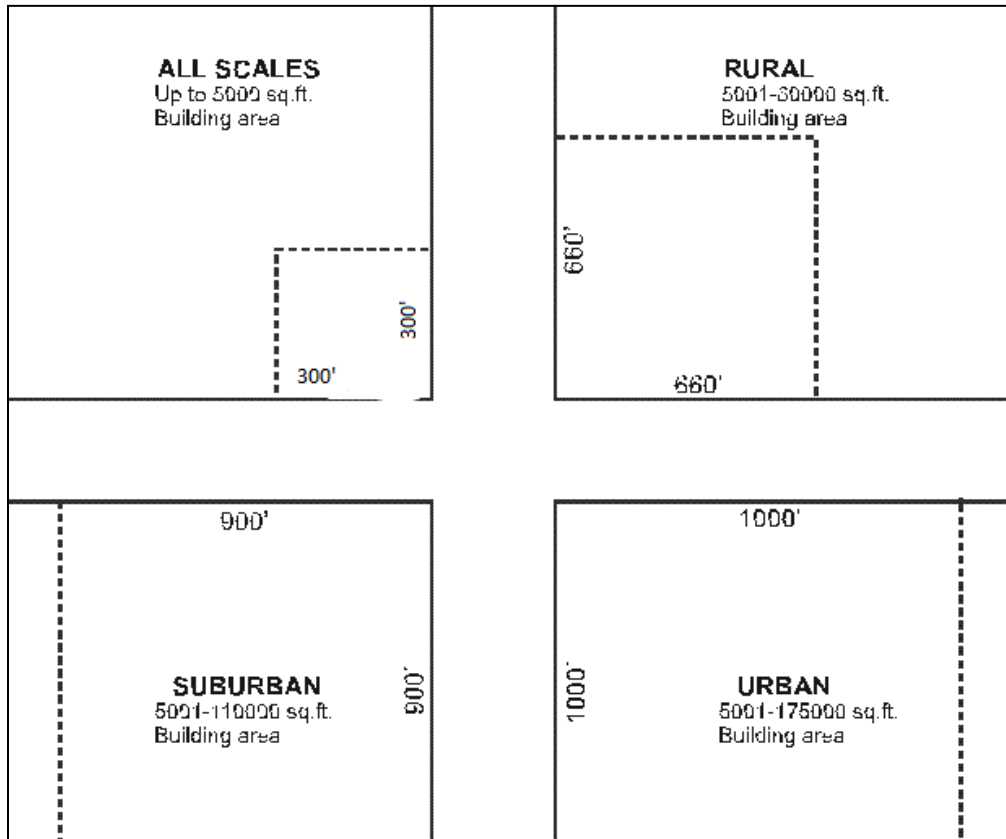 ALL SCALES
Up to 5000 sq.ft.
Building area
300'
300'
RURAL
5001-60000 sq.ft.
Building area
660'
660'
900'
900'
SUBURBAN
5001-110000 sq.ft.
Building area
1000'
1000'
URBAN
5001-175000 sq.ft.
Building area